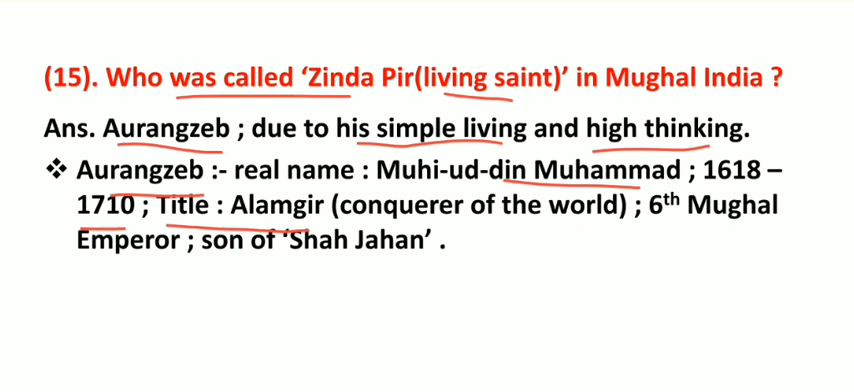 (15). Who was called ‘Zinda Pir(living saint)’ in Mughal India ?
Ans. Aurangzeb ; due to his simple living and high thinking.
❖ Aurangzeb :- real name : Muhi-ud-din Muhammad ; 1618 –
1710 ; Title : Alamgir (conquerer of the world) ; 6th Mughal
Emperor ; son of ‘Shah Jahan’ .